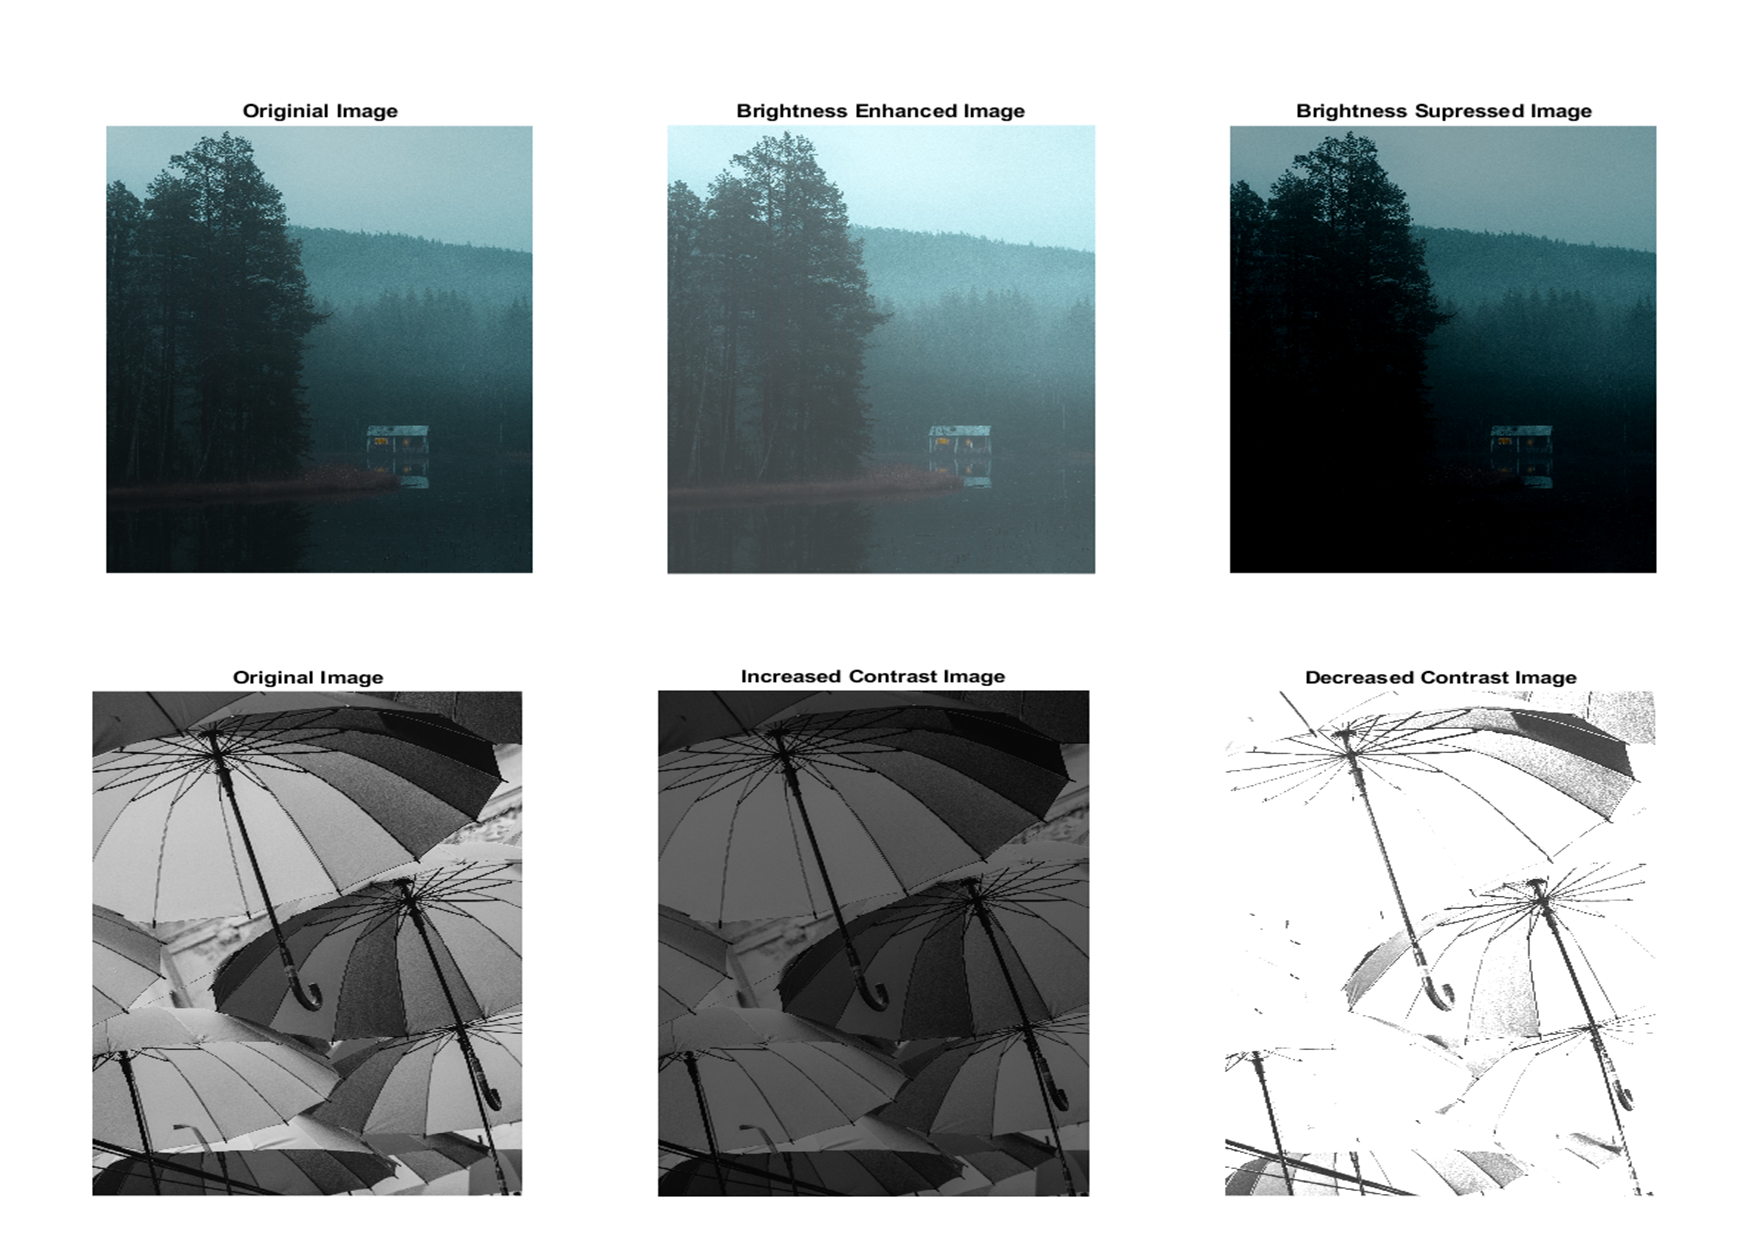 Originial Image
Brightness Enhanced Image
Brightness Supressed Image
Original Image
Increased Contrast Image
Decreased Contrast Image